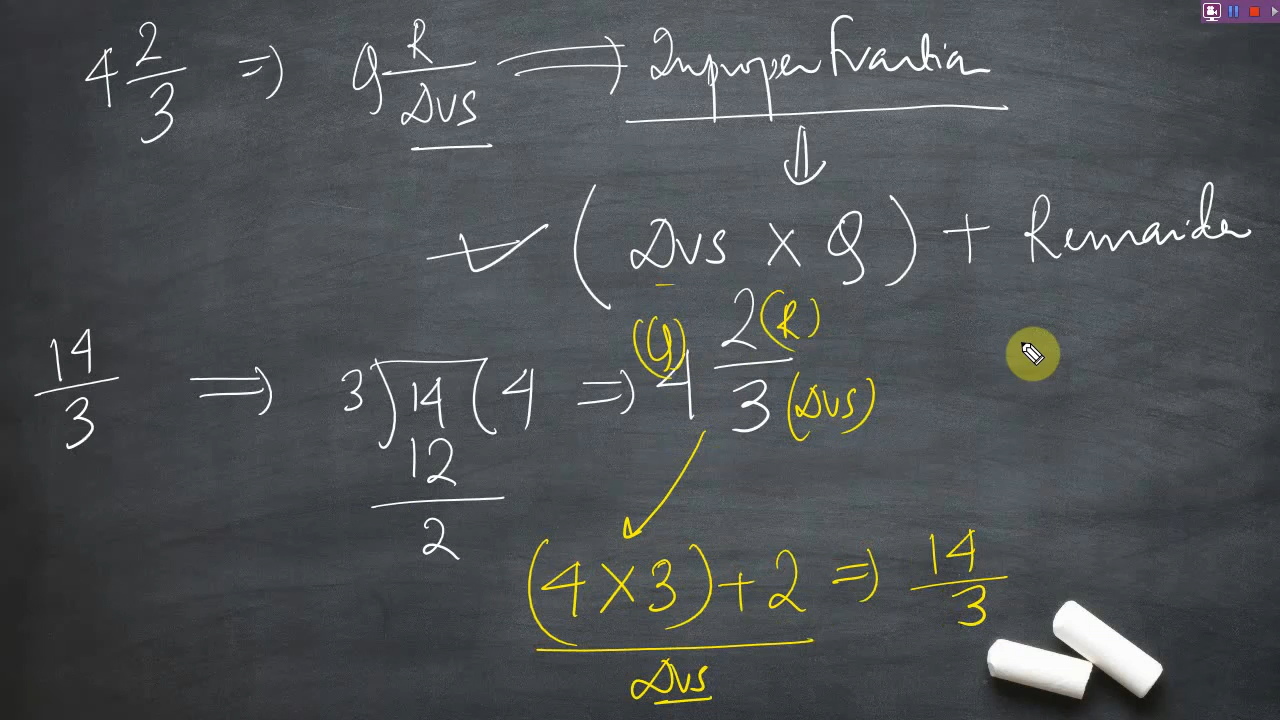 4 2/3 ⇒ Q R/DVS ⟹ Improper Fraction
⇓
✓ ( DVS × Q ) + Remainder
14/3 ⟹ 3 ) 14 ( 4 ⇒ 4 (Q) 2 (R) / 3 (DVS)
12
2
(4 × 3) + 2 ⇒ 14/3
DVS